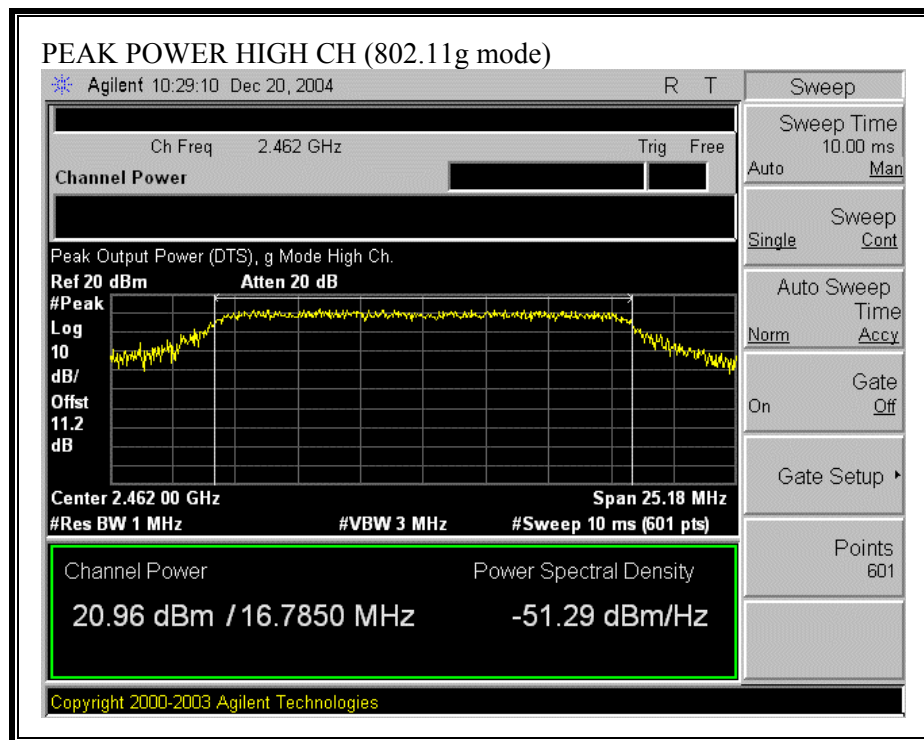 PEAK POWER HIGH CH (802.11g mode)
Agilent 10:29:10 Dec 20, 2004 R T
Sweep
Ch Freq 2.462 GHz Trig Free
Channel Power
Sweep Time
10.00 ms
Auto Man
Sweep
Single Cont
Auto Sweep
Time
Norm Accy
Gate
On Off
Gate Setup
Points
601
Peak Output Power (DTS), g Mode High Ch.
Ref 20 dBm Atten 20 dB
#Peak
Log
10
dB/
Offst
11.2
dB
Center 2.462 00 GHz Span 25.18 MHz
#Res BW 1 MHz #VBW 3 MHz #Sweep 10 ms (601 pts)
Channel Power Power Spectral Density
20.96 dBm / 16.7850 MHz -51.29 dBm/Hz
Copyright 2000-2003 Agilent Technologies